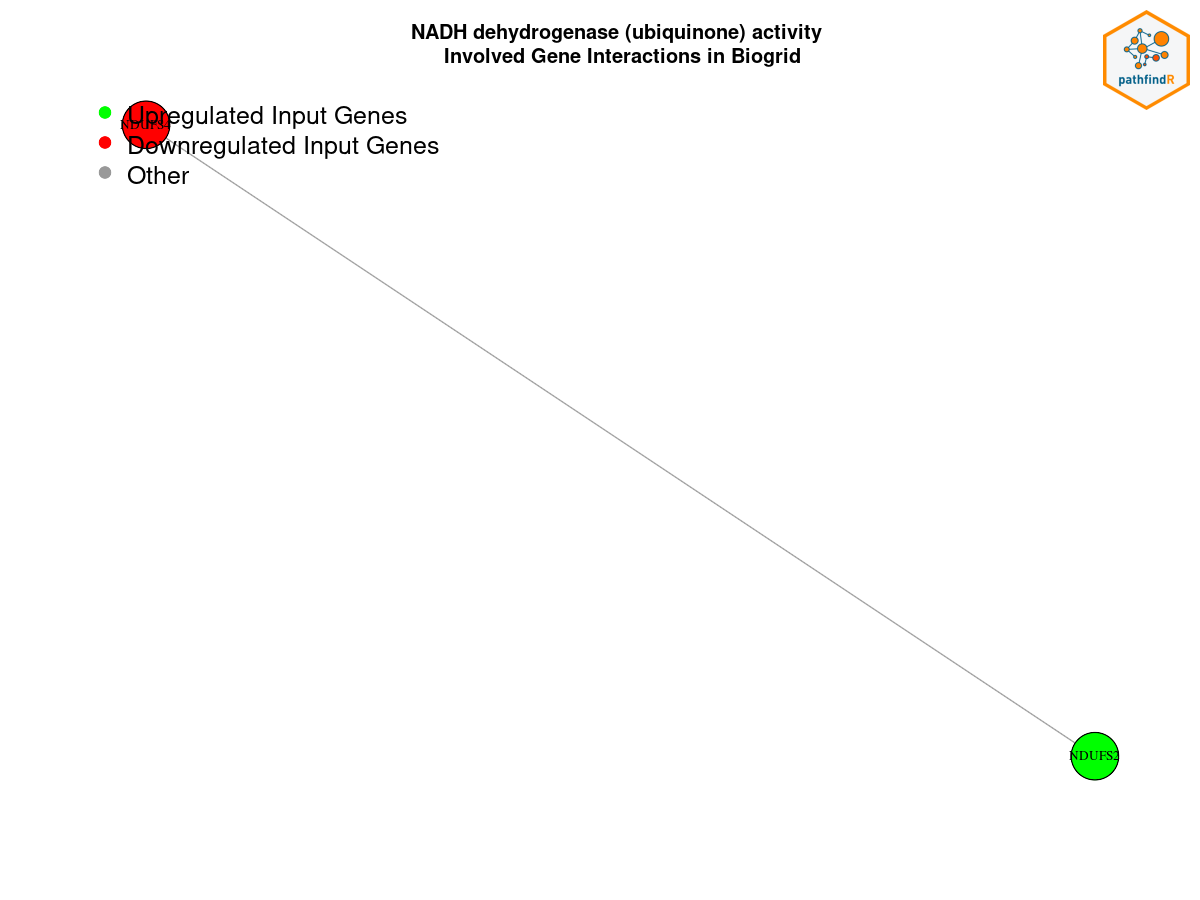 NADH dehydrogenase (ubiquinone) activity
Involved Gene Interactions in Biogrid
pathfindR
Upregulated Input Genes
Downregulated Input Genes
Other
NDUFS2